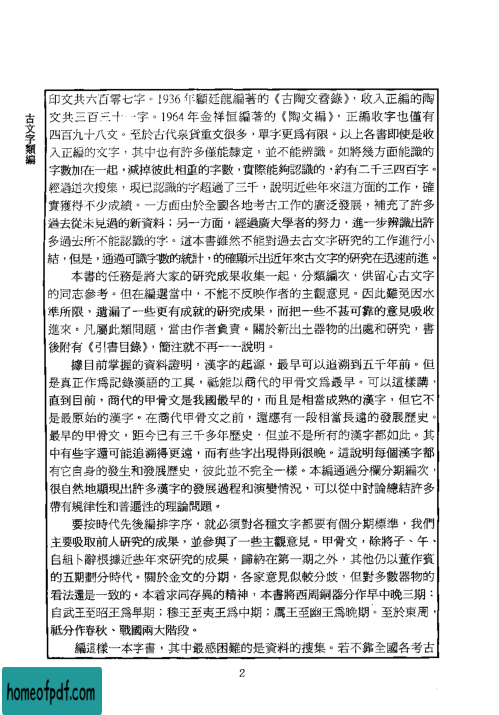 古文字類編
印文共六百零七字。1936年顧廷龍編著的《古陶文舂錄》，收入正編的陶
文共三百三十一字。1964年金祥恒編著的《陶文編》，正編收字也僅有
四百九十八文。至於古代泉貨重文很多，單字更爲有限。以上各書即使是收
入正編的文字，其中也有許多僅能隸定，並不能辨識。如將幾方面能識的
字數加在一起，減掉彼此相重的字數，實際能夠認識的，約有二千三四百字。
經過這次搜集，現已認識的字超過了三千，說明近些年來這方面的工作，確
實獲得不少成績。一方面由於全國各地考古工作的廣泛發展，補充了許多
過去從未見過的新資料；另一方面，經過廣大學者的努力，進一步辨識出許
多過去所不能認識的字。這本書雖然不能對過去古文字研究的工作進行小
結，但是，通過可識字數的統計，的確顯示出近年來古文字的研究在迅速前進。
本書的任務是將大家的研究成果收集一起，分類編次，供留心古文字
的同志參考。但在編選當中，不能不反映作者的主觀意見。因此難免因水
準所限，遺漏了一些更有成就的研究成果，而把一些不甚可靠的意見吸收
進來。凡屬此類問題，當由作者負責。關於新出土器物的出處和研究，書
後附有《引書目錄》，簡注就不再一一說明。
據目前掌握的資料證明，漢字的起源，最早可以追溯到五千年前。但
是真正作爲記錄漢語的工具，祗能以商代的甲骨文爲最早。可以這樣講，
直到目前，商代的甲骨文是我國最早的，而且是相當成熟的漢字，但它不
是最原始的漢字。在商代甲骨文之前，還應有一段相當長遠的發展歷史。
最早的甲骨文，距今已有三千多年歷史，但並不是所有的漢字都如此。其
中有些字還可能追溯得更遠，而有些字出現得則很晚。這說明每個漢字都
有它自身的發生和發展歷史，彼此並不完全一樣。本編通過分欄分期編次，
很自然地顯現出許多漢字的發展過程和演變情況，可以從中討論總結許多
帶有規律性和普遍性的理論問題。
要按時代先後編排字序，就必須對各種文字都要有個分期標準，我們
主要吸取前人研究的成果，並參與了一些主觀意見。甲骨文，除將子、午、
𠂤組卜辭根據近些年來研究的成果，歸納在第一期之外，其他仍以董作賓
的五期劃分時代。關於金文的分期，各家意見似較分歧，但對多數器物的
看法還是一致的。本着求同存異的精神，本書將西周銅器分作早中晚三期：
自武王至昭王爲早期；穆王至夷王爲中期；厲王至幽王爲晚期。至於東周，
祗分作春秋、戰國兩大階段。
編這樣一本字書，其中最感困難的是資料的搜集。若不靠全國各考古
2
homeofpdf.com